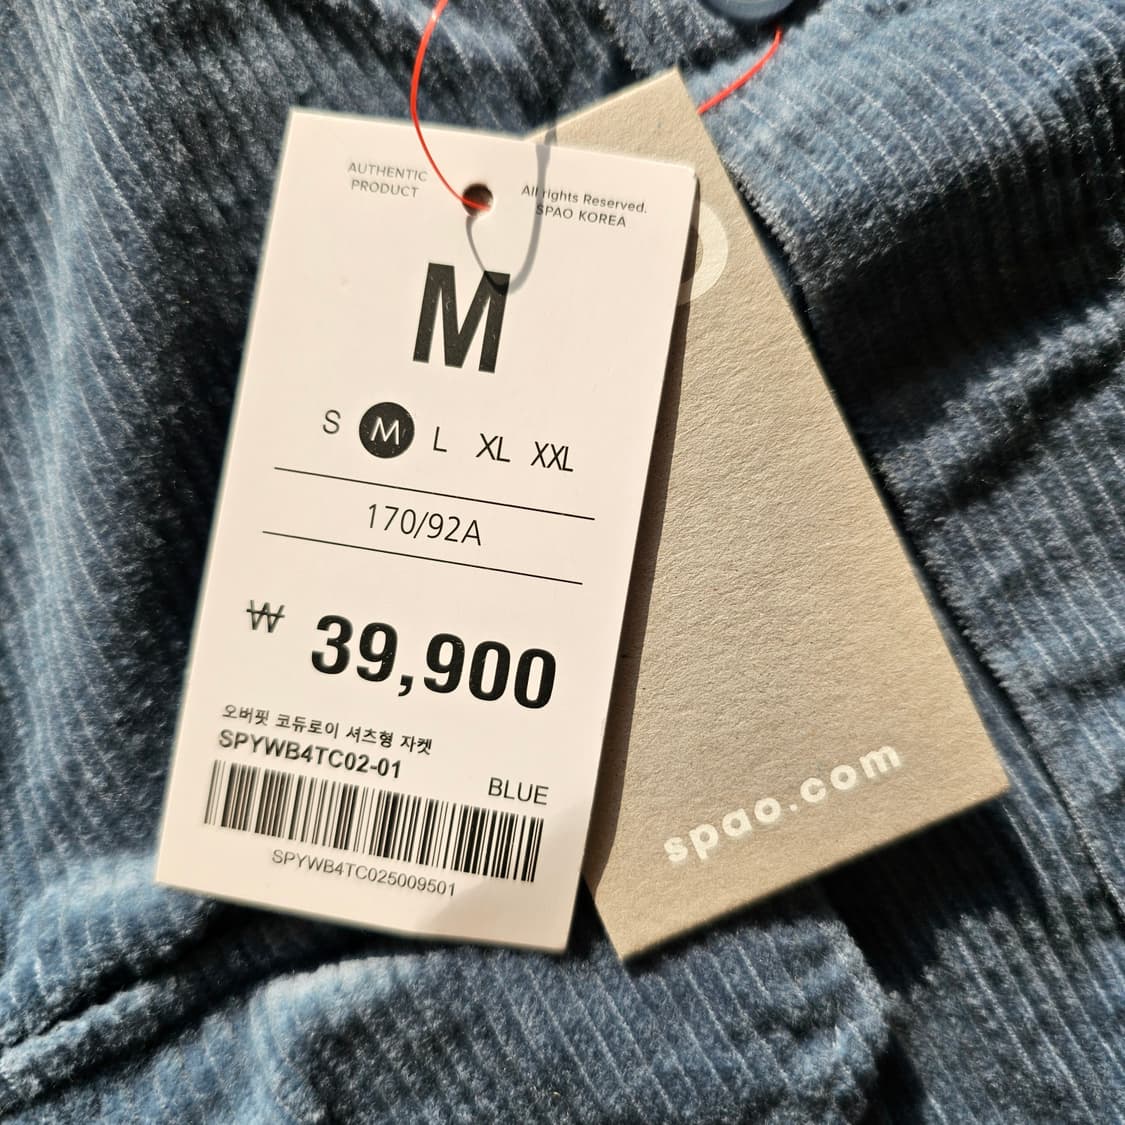 AUTHENTIC
PRODUCT
All rights Reserved.
SPAO KOREA
M
S M L XL XXL
170/92A
₩ 39,900
오버핏 코듀로이 셔츠형 자켓
SPYWB4TC02-01
BLUE
SPYWB4TC025009501
spao.com